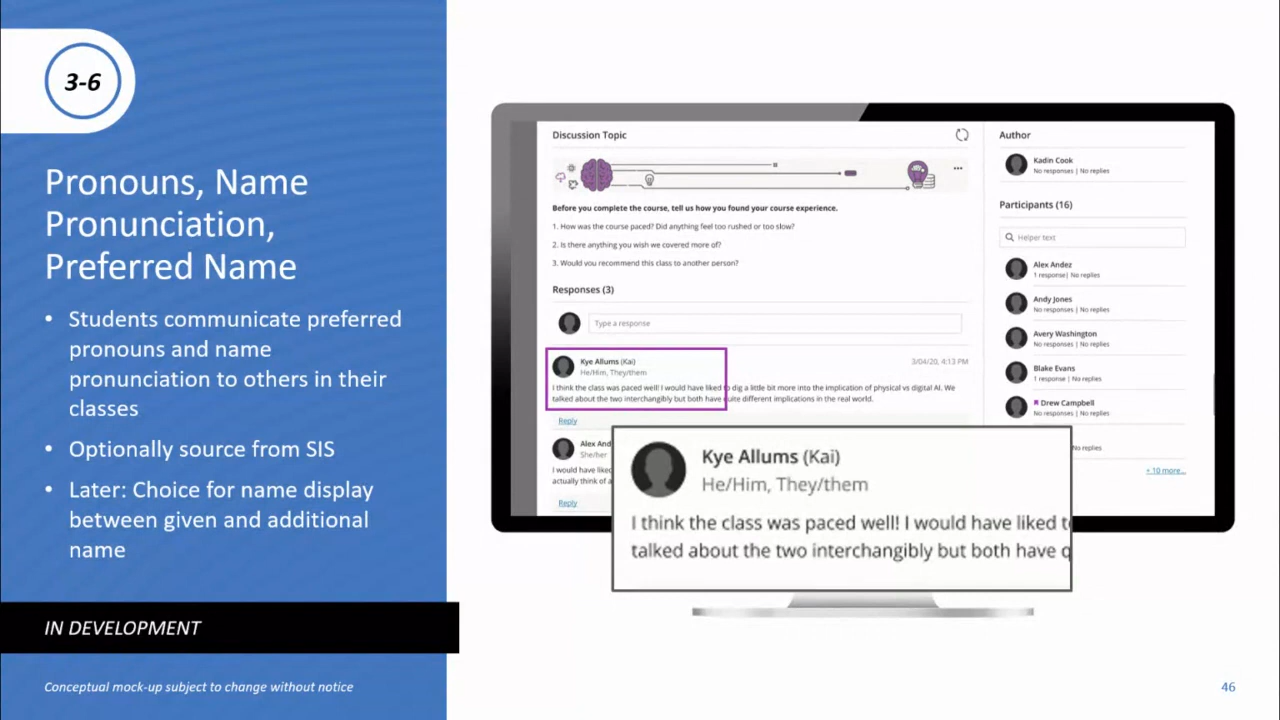 3-6
Pronouns, Name
Pronunciation,
Preferred Name
• Students communicate preferred
pronouns and name
pronunciation to others in their
classes
• Optionally source from SIS
• Later: Choice for name display
between given and additional
name
IN DEVELOPMENT
Conceptual mock-up subject to change without notice
Discussion Topic
Before you complete the course, tell us how you found your course experience.
1. How was the course paced? Did anything feel too rushed or too slow?
2. Is there anything you wish we covered more of?
3. Would you recommend this class to another person?
Responses (3)
Type a response
Kye Allums (Kai)
3/04/20, 4:13 PM
He/Him, They/them
I think the class was paced well! I would have liked to dig a little bit more into the implication of physical vs digital AI. We
talked about the two interchangibly but both have quite different implications in the real world.
Reply
Alex And
She/her
I would have liked
actually think of a
Reply
Kye Allums (Kai)
He/Him, They/them
I think the class was paced well! I would have liked t
talked about the two interchangibly but both have q
Author
Kadin Cook
No responses | No replies
Participants (16)
Helper text
Alex Andez
1 response| No replies
Andy Jones
No responses | No replies
Avery Washington
No responses | No replies
Blake Evans
1 response | No replies
Drew Campbell
No responses | No replies
No replies
+ 10 more...
46